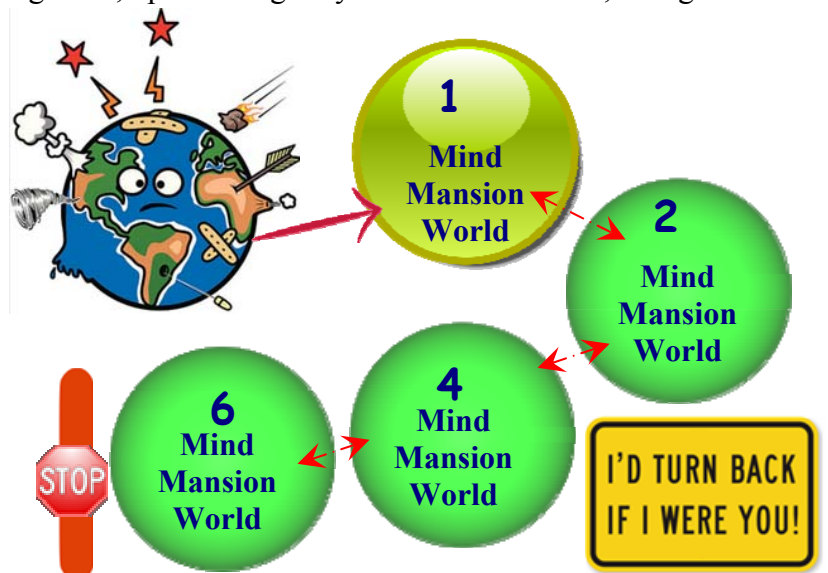 1
Mind
Mansion
World
2
Mind
Mansion
World
6
Mind
Mansion
World
4
Mind
Mansion
World
STOP
I'D TURN BACK
IF I WERE YOU!